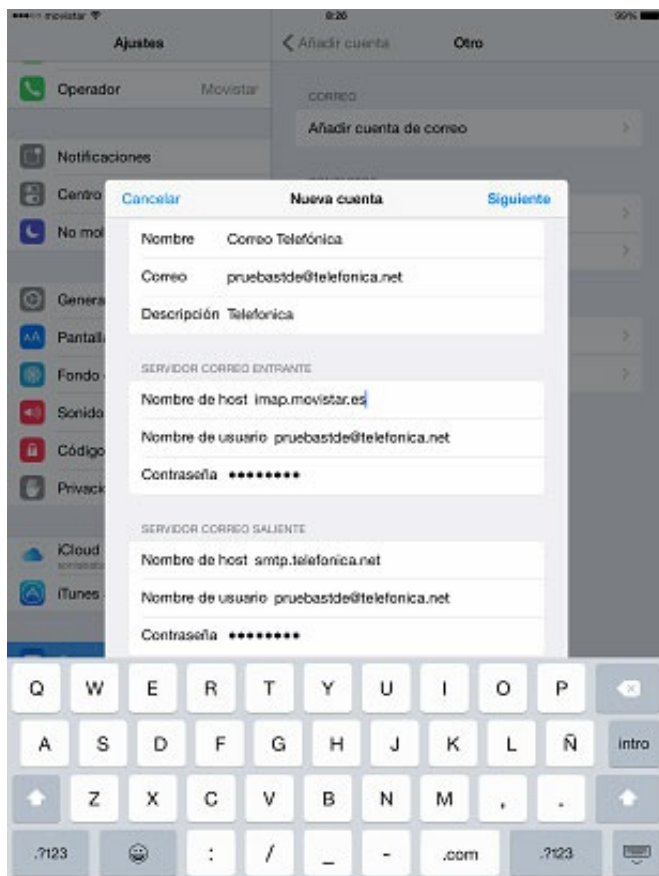 movistar 8:26 99%
Ajustes
Añadir cuenta
Otro
Operador Movistar
Notificaciones
Centro
No mol
Genera
Pantall
Fondo
Sonido
Código
Privaci
iCloud
iTunes
CORREO
Añadir cuenta de correo
Cancelar Nueva cuenta Siguiente
Nombre Correo Telefónica
Correo pruebastde@telefonica.net
Descripción Telefonica
SERVIDOR CORREO ENTRANTE
Nombre de host imap.movistar.es
Nombre de usuario pruebastde@telefonica.net
Contraseña ●●●●●●●●
SERVIDOR CORREO SALIENTE
Nombre de host smtp.telefonica.net
Nombre de usuario pruebastde@telefonica.net
Contraseña ●●●●●●●●
Q W E R T Y U I O P
A S D F G H J K L Ñ intro
Z X C V B N M , .
.?123 : / _ - .com .?123